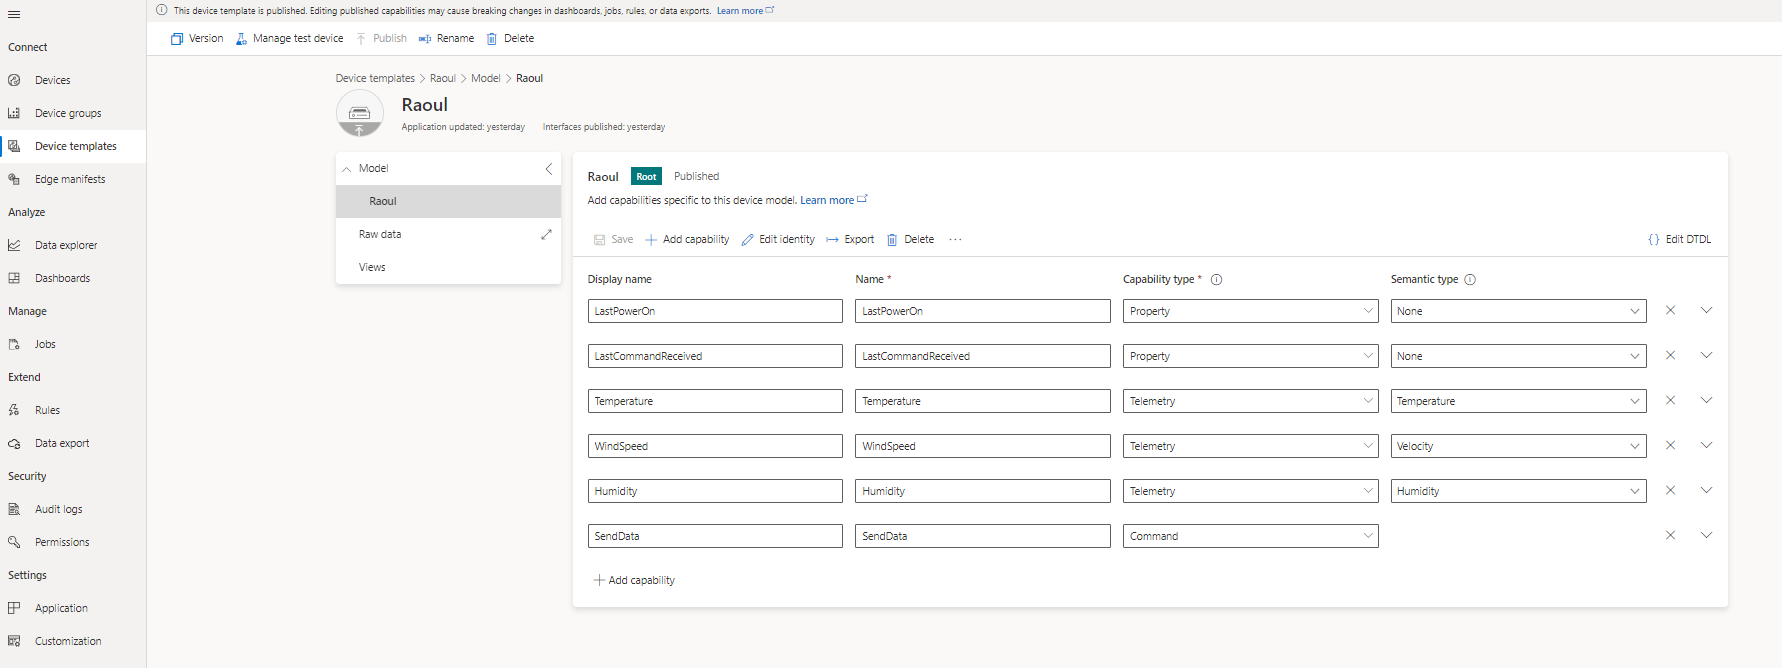 This device template is published. Editing published capabilities may cause breaking changes in dashboards, jobs, rules, or data exports. Learn more
Version Manage test device Publish Rename Delete
Connect
Devices
Device groups
Device templates
Edge manifests
Analyze
Data explorer
Dashboards
Manage
Jobs
Extend
Rules
Data export
Security
Audit logs
Permissions
Settings
Application
Customization
Device templates > Raoul > Model > Raoul
Raoul
Application updated: yesterday Interfaces published: yesterday
Model
Raoul
Raw data
Views
Raoul Root Published
Add capabilities specific to this device model. Learn more
Save Add capability Edit identity Export Delete ... {} Edit DTDL
Display name Name * Capability type * Semantic type
LastPowerOn LastPowerOn Property None
LastCommandReceived LastCommandReceived Property None
Temperature Temperature Telemetry Temperature
WindSpeed WindSpeed Telemetry Velocity
Humidity Humidity Telemetry Humidity
SendData SendData Command
Add capability